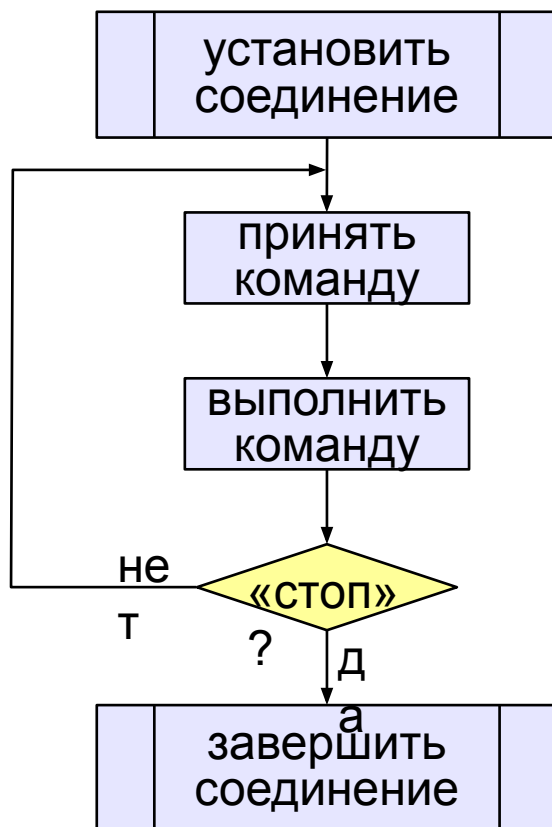 установить
соединение
принять
команду
выполнить
команду
не
т
«стоп»
?
д
а
завершить
соединение